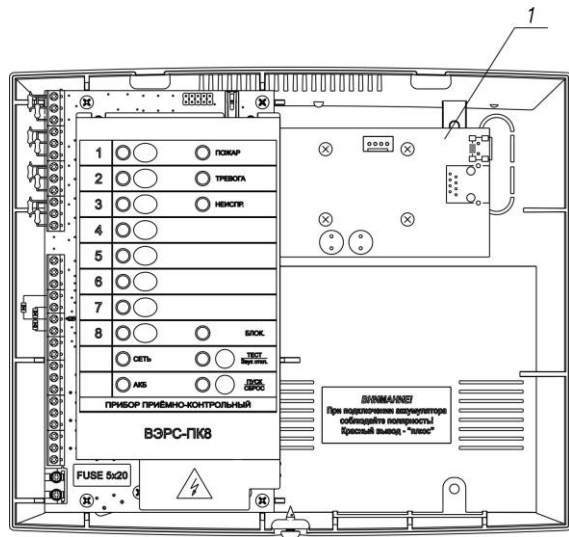 1
1 ПОЖАР
2 ТРЕВОГА
3 НЕИСПР.
4
5
6
7
8 БЛОК.
СЕТЬ ТЕСТ
Звук откл.
АКБ ПУСК
СБРОС
ПРИБОР ПРИЁМНО-КОНТРОЛЬНЫЙ
ВЭРС-ПК8
FUSE 5x20
ВНИМАНИЕ!
При подключении аккумулятора
соблюдайте полярность!
Красный вывод - "плюс"